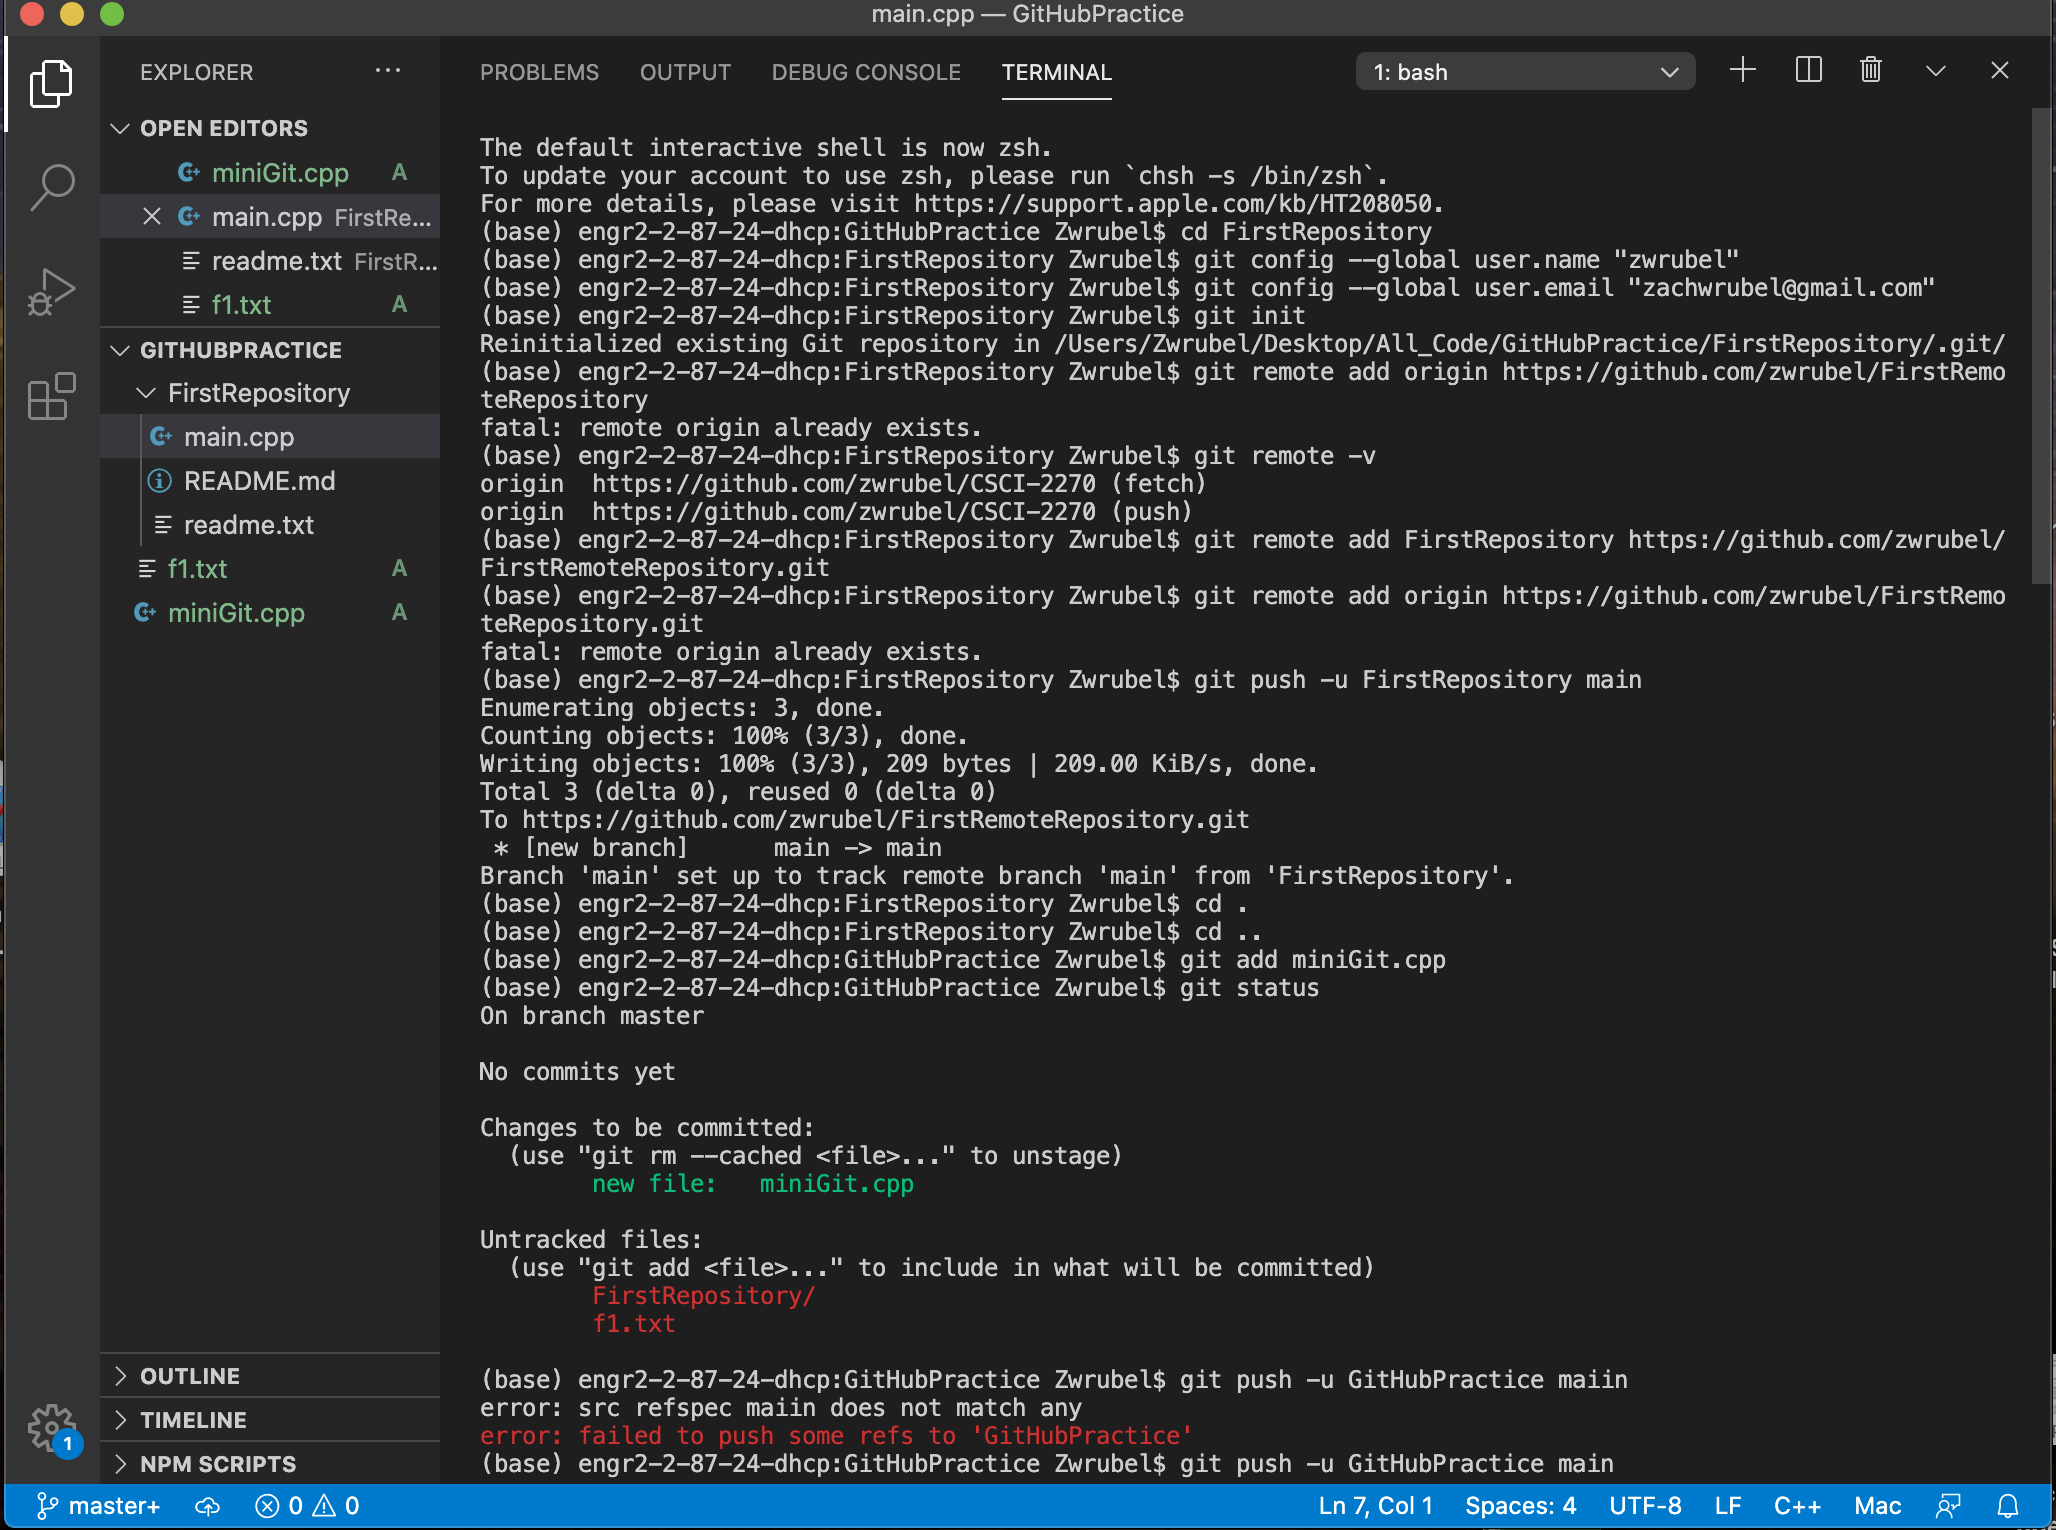 main.cpp — GitHubPractice
EXPLORER
PROBLEMS OUTPUT DEBUG CONSOLE TERMINAL
1: bash
OPEN EDITORS
miniGit.cpp A
main.cpp FirstRe...
readme.txt FirstR...
f1.txt A
GITHUBPRACTICE
FirstRepository
main.cpp
README.md
readme.txt
f1.txt A
miniGit.cpp A
OUTLINE
TIMELINE
NPM SCRIPTS
1
The default interactive shell is now zsh.
To update your account to use zsh, please run `chsh -s /bin/zsh`.
For more details, please visit https://support.apple.com/kb/HT208050.
(base) engr2-2-87-24-dhcp:GitHubPractice Zwrubel$ cd FirstRepository
(base) engr2-2-87-24-dhcp:FirstRepository Zwrubel$ git config --global user.name "zwrubel"
(base) engr2-2-87-24-dhcp:FirstRepository Zwrubel$ git config --global user.email "zachwrubel@gmail.com"
(base) engr2-2-87-24-dhcp:FirstRepository Zwrubel$ git init
Reinitialized existing Git repository in /Users/Zwrubel/Desktop/All_Code/GitHubPractice/FirstRepository/.git/
(base) engr2-2-87-24-dhcp:FirstRepository Zwrubel$ git remote add origin https://github.com/zwrubel/FirstRemo
teRepository
fatal: remote origin already exists.
(base) engr2-2-87-24-dhcp:FirstRepository Zwrubel$ git remote -v
origin  https://github.com/zwrubel/CSCI-2270 (fetch)
origin  https://github.com/zwrubel/CSCI-2270 (push)
(base) engr2-2-87-24-dhcp:FirstRepository Zwrubel$ git remote add FirstRepository https://github.com/zwrubel/
FirstRemoteRepository.git
(base) engr2-2-87-24-dhcp:FirstRepository Zwrubel$ git remote add origin https://github.com/zwrubel/FirstRemo
teRepository.git
fatal: remote origin already exists.
(base) engr2-2-87-24-dhcp:FirstRepository Zwrubel$ git push -u FirstRepository main
Enumerating objects: 3, done.
Counting objects: 100% (3/3), done.
Writing objects: 100% (3/3), 209 bytes | 209.00 KiB/s, done.
Total 3 (delta 0), reused 0 (delta 0)
To https://github.com/zwrubel/FirstRemoteRepository.git
 * [new branch]      main -> main
Branch 'main' set up to track remote branch 'main' from 'FirstRepository'.
(base) engr2-2-87-24-dhcp:FirstRepository Zwrubel$ cd .
(base) engr2-2-87-24-dhcp:FirstRepository Zwrubel$ cd ..
(base) engr2-2-87-24-dhcp:GitHubPractice Zwrubel$ git add miniGit.cpp
(base) engr2-2-87-24-dhcp:GitHubPractice Zwrubel$ git status
On branch master
No commits yet
Changes to be committed:
  (use "git rm --cached <file>..." to unstage)
        new file:   miniGit.cpp
Untracked files:
  (use "git add <file>..." to include in what will be committed)
        FirstRepository/
        f1.txt
(base) engr2-2-87-24-dhcp:GitHubPractice Zwrubel$ git push -u GitHubPractice maiin
error: src refspec maiin does not match any
error: failed to push some refs to 'GitHubPractice'
(base) engr2-2-87-24-dhcp:GitHubPractice Zwrubel$ git push -u GitHubPractice main
master+ 0 0 Ln 7, Col 1 Spaces: 4 UTF-8 LF C++ Mac